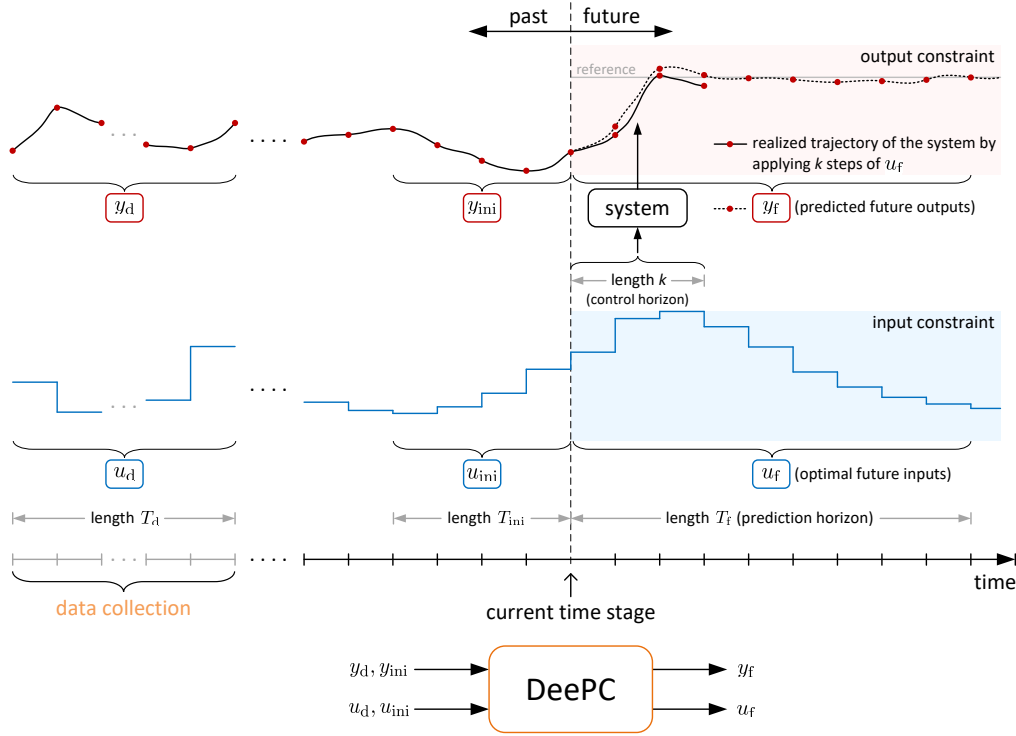 past future
output constraint
reference
realized trajectory of the system by
applying k steps of u_f
y_d
y_ini
system
y_f (predicted future outputs)
length k
(control horizon)
input constraint
u_d
u_ini
u_f (optimal future inputs)
length T_d
length T_ini
length T_f (prediction horizon)
time
data collection
current time stage
y_d, y_ini
DeePC
y_f
u_d, u_ini
u_f